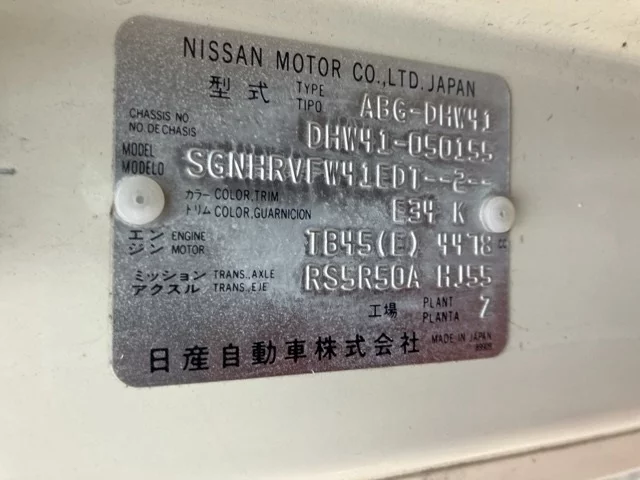 NISSAN MOTOR CO.,LTD. JAPAN
型式 TYPE TIPO ABG-DHW41
CHASSIS NO NO DE CHASIS DHW41-050155
MODEL MODELO SGNHRVFW41EDT--2--
カラー COLOR,TRIM
トリム COLOR,GUARNICION E34 K
エンジン ENGINE MOTOR TB45(E) 4478 CC
ミッション TRANS.,AXLE
アクスル TRANS.,EJE RS5R50A HJ55
工場 PLANT PLANTA 7
日産自動車株式会社 MADE IN JAPAN